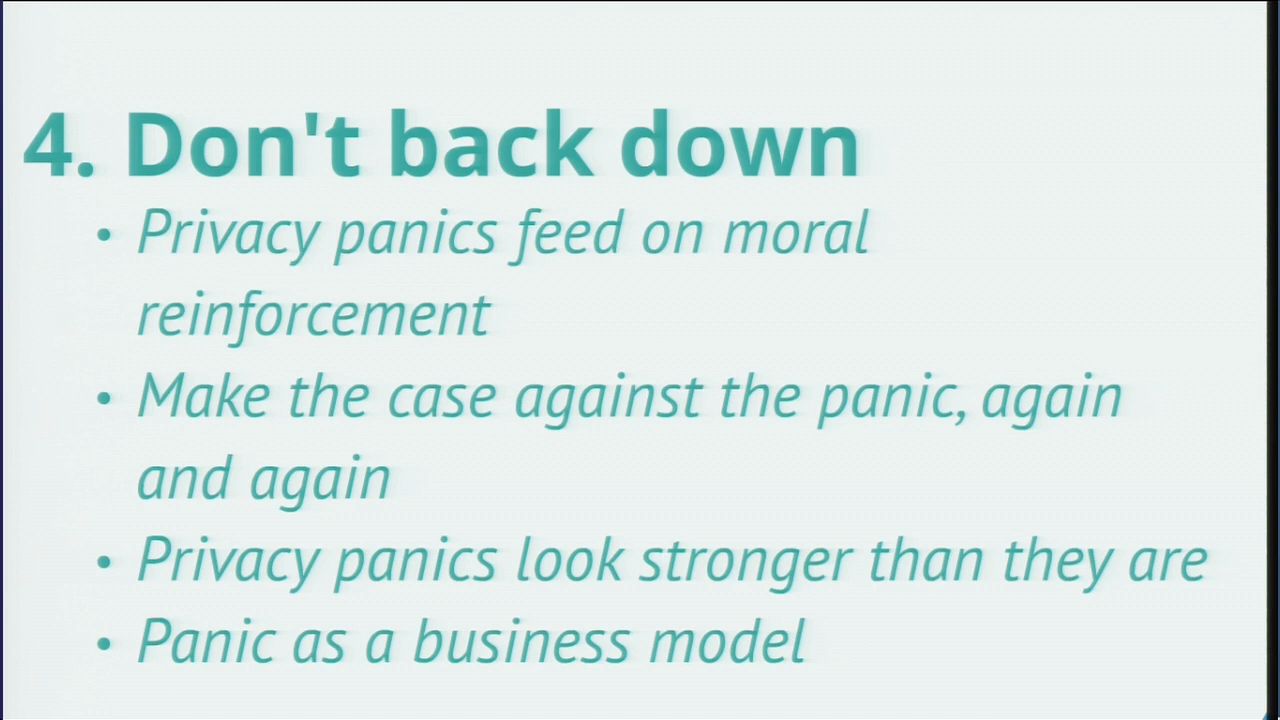 4. Don't back down
• Privacy panics feed on moral
reinforcement
• Make the case against the panic, again
and again
• Privacy panics look stronger than they are
• Panic as a business model